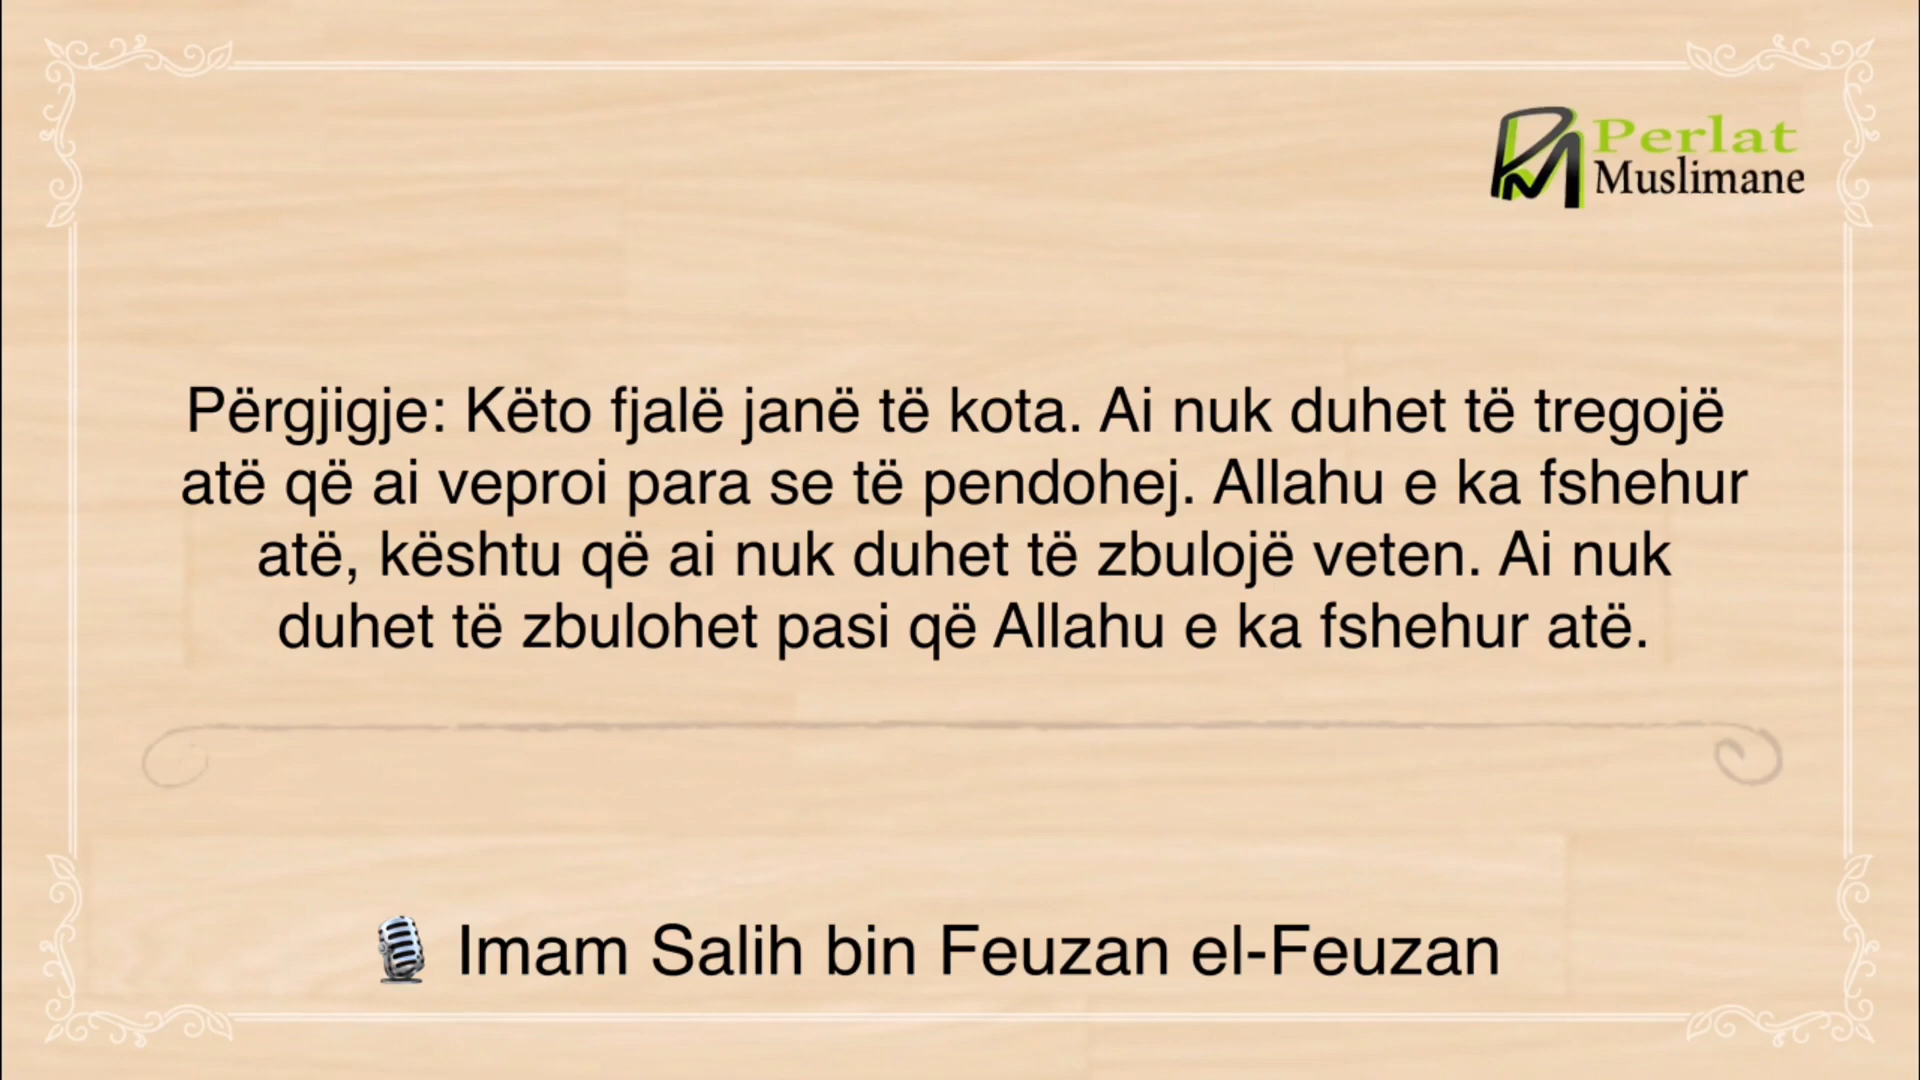 Perlat
Muslimane
Përgjigje: Këto fjalë janë të kota. Ai nuk duhet të tregojë
atë që ai veproi para se të pendohej. Allahu e ka fshehur
atë, kështu që ai nuk duhet të zbulojë veten. Ai nuk
duhet të zbulohet pasi që Allahu e ka fshehur atë.
Imam Salih bin Feuzan el-Feuzan